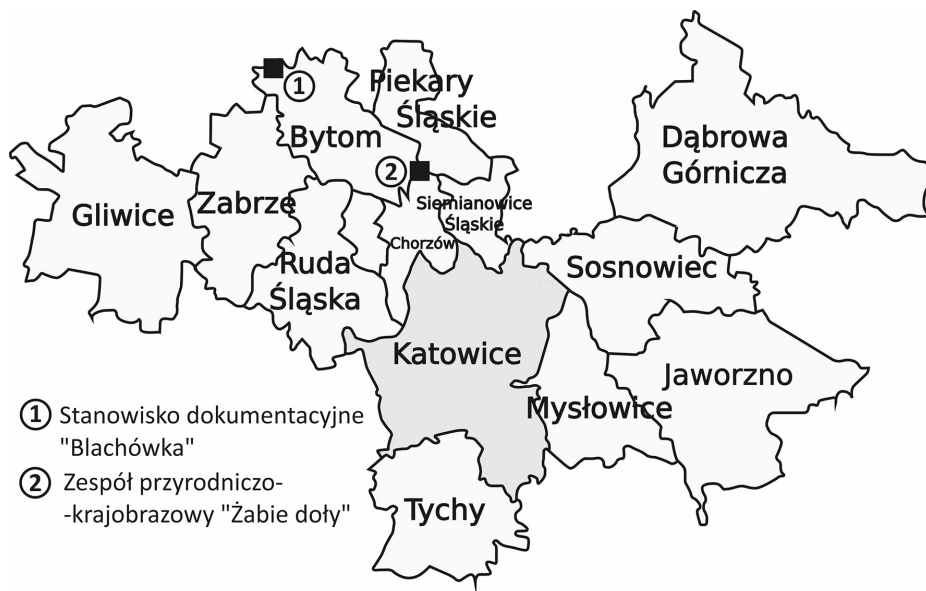 1
Piekary
Śląskie
Bytom
2
Dąbrowa
Górnicza
Gliwice
Zabrze
Siemianowice
Śląskie
Chorzów
Ruda
Śląska
Sosnowiec
Katowice
Jaworzno
Mysłowice
Tychy
1 Stanowisko dokumentacyjne
"Blachówka"
2 Zespół przyrodniczo-
-krajobrazowy "Żabie doły"